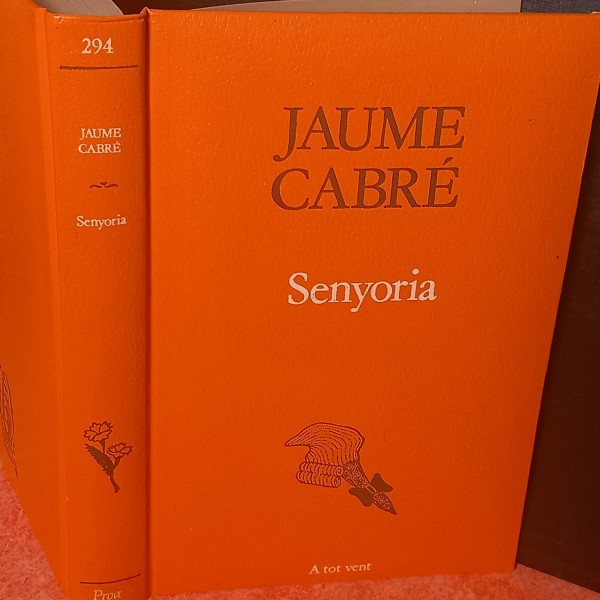 294
JAUME
CABRÉ
Senyoria
Proa
JAUME
CABRÉ
Senyoria
A tot vent